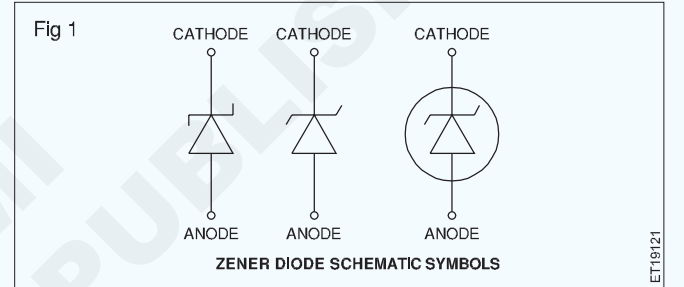 Fig 1
CATHODE CATHODE CATHODE
ANODE ANODE ANODE
ZENER DIODE SCHEMATIC SYMBOLS
ET19121